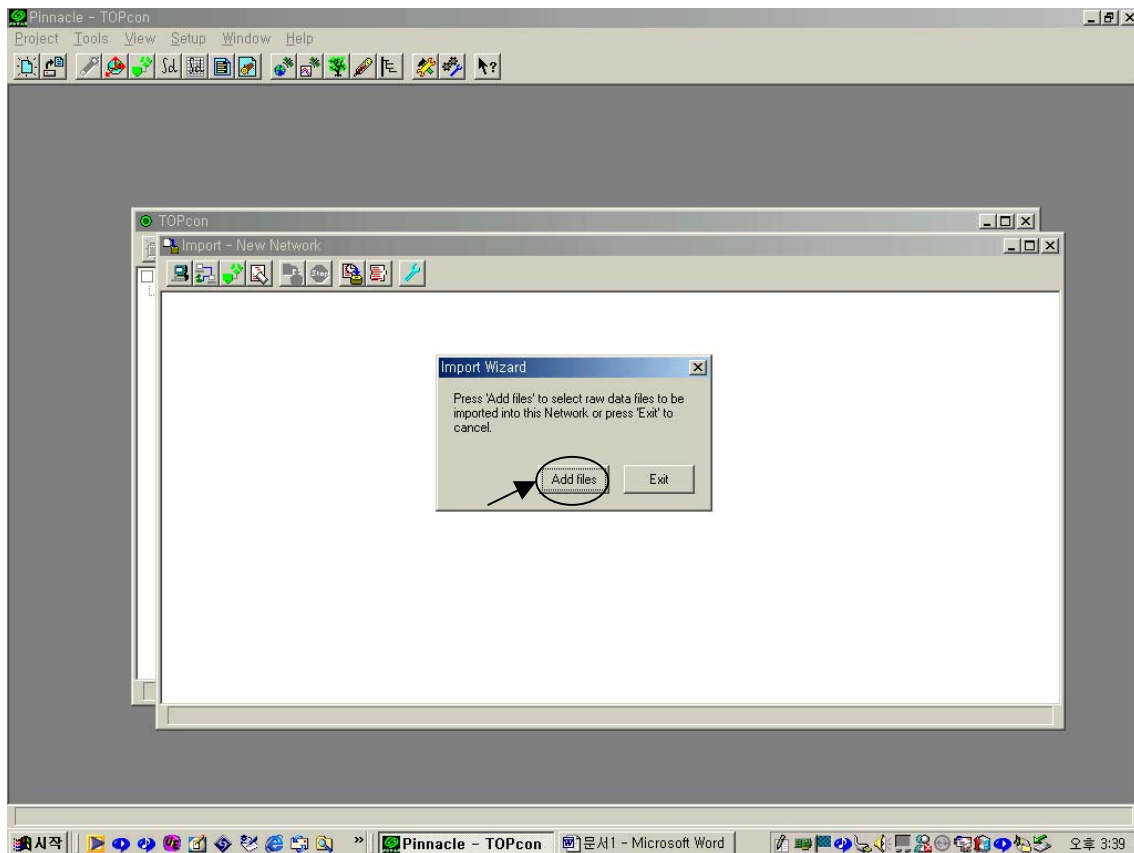 Pinnacle - TOPcon
Project Tools View Setup Window Help
TOPcon
Import - New Network
Stop
Import Wizard
Press 'Add files' to select raw data files to be
imported into this Network or press 'Exit' to
cancel.
Add files Exit
시작 » Pinnacle - TOPcon 문서1 - Microsoft Word 오후 3:39